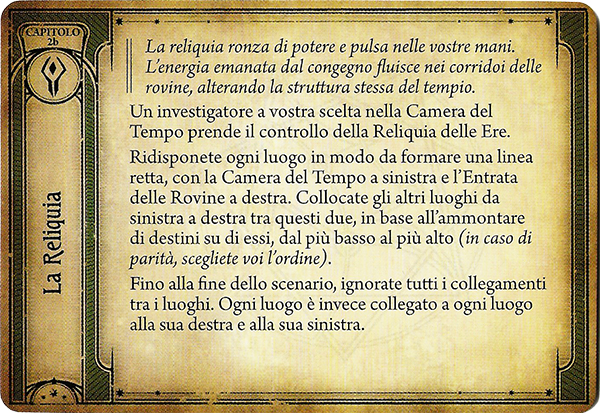 CAPITOLO
2b
La Reliquia
La reliquia ronza di potere e pulsa nelle vostre mani.
L'energia emanata dal congegno fluisce nei corridoi delle
rovine, alterando la struttura stessa del tempio.
Un investigatore a vostra scelta nella Camera del
Tempo prende il controllo della Reliquia delle Ere.
Ridisponete ogni luogo in modo da formare una linea
retta, con la Camera del Tempo a sinistra e l'Entrata
delle Rovine a destra. Collocate gli altri luoghi da
sinistra a destra tra questi due, in base all'ammontare
di destini su di essi, dal più basso al più alto (in caso di
parità, scegliete voi l'ordine).
Fino alla fine dello scenario, ignorate tutti i collegamenti
tra i luoghi. Ogni luogo è invece collegato a ogni luogo
alla sua destra e alla sua sinistra.